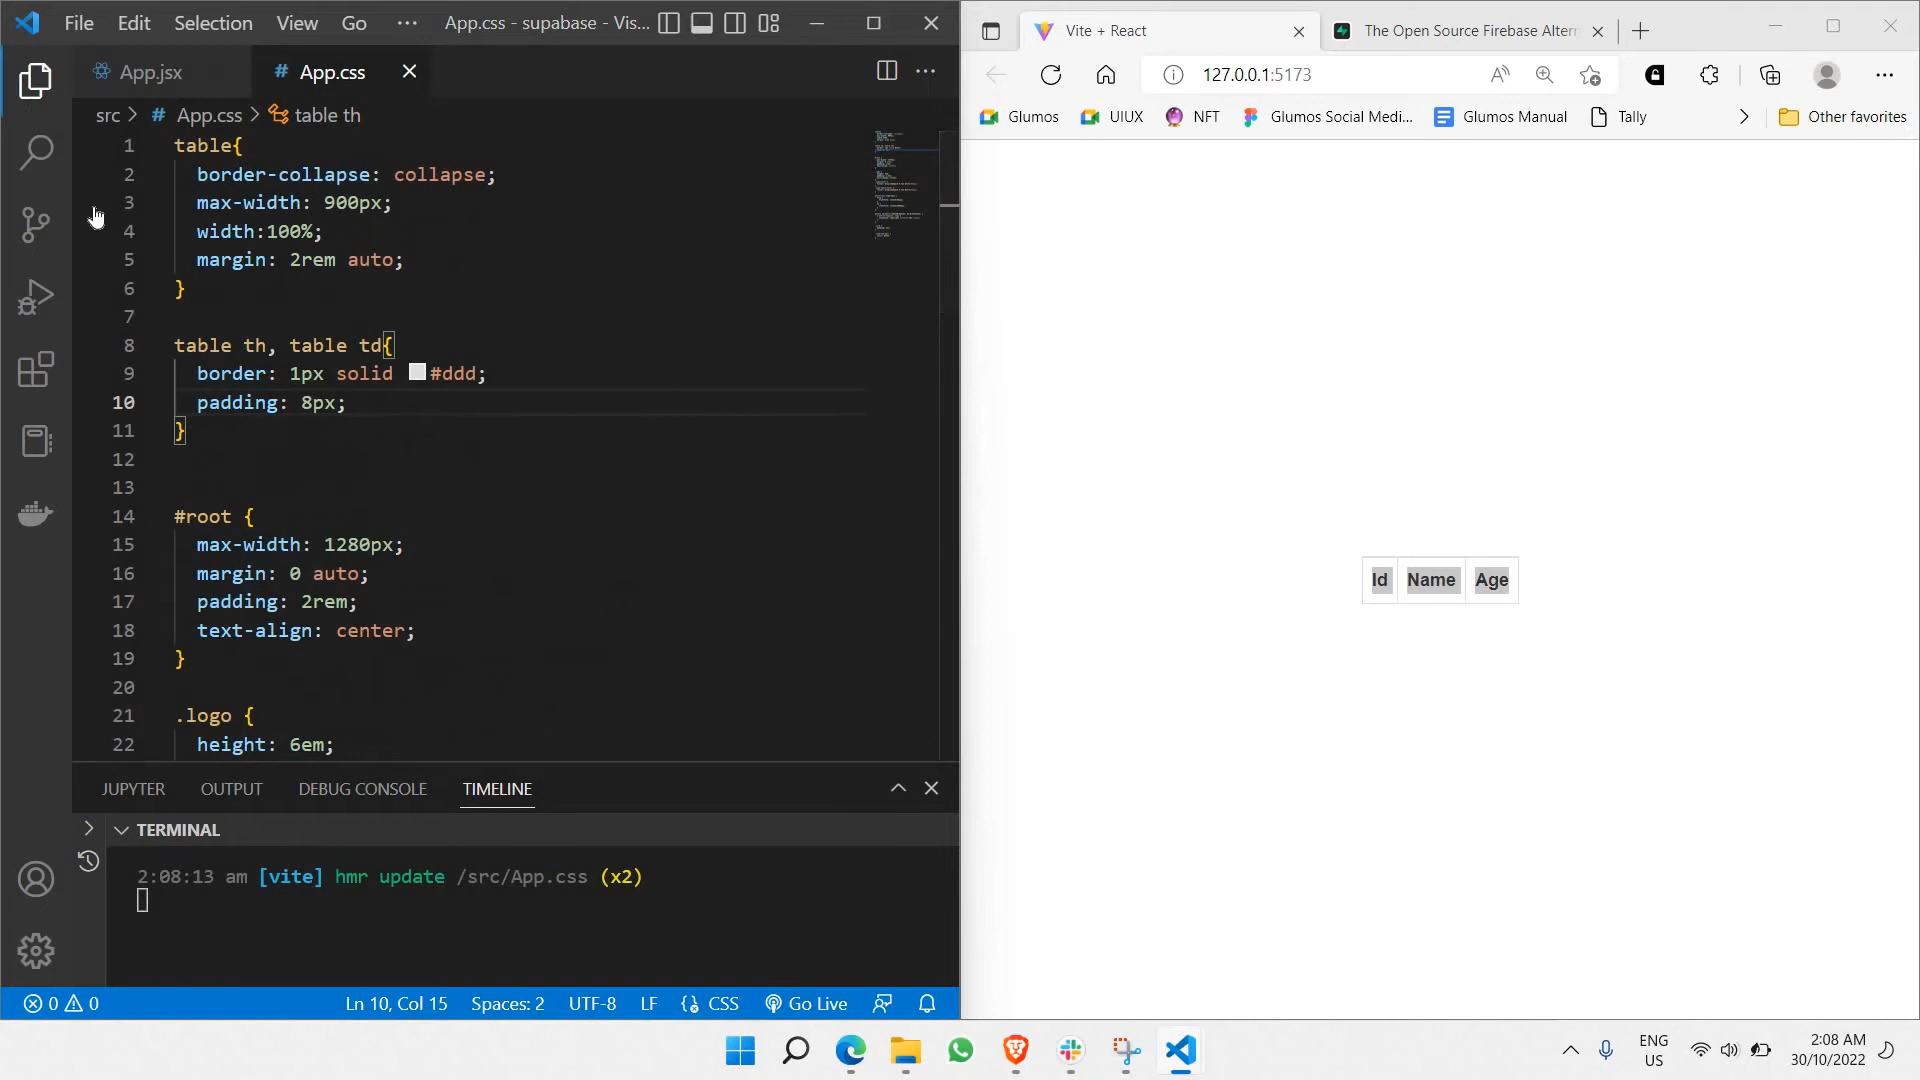 File Edit Selection View Go ··· App.css - supabase - Vis...
App.jsx
# App.css
src > # App.css > table th
1 table{
2 border-collapse: collapse;
3 max-width: 900px;
4 width:100%;
5 margin: 2rem auto;
6 }
7
8 table th, table td{
9 border: 1px solid #ddd;
10 padding: 8px;
11 }
12
13
14 #root {
15 max-width: 1280px;
16 margin: 0 auto;
17 padding: 2rem;
18 text-align: center;
19 }
20
21 .logo {
22 height: 6em;
JUPYTER OUTPUT DEBUG CONSOLE TIMELINE
TERMINAL
2:08:13 am [vite] hmr update /src/App.css (x2)
0 0 Ln 10, Col 15 Spaces: 2 UTF-8 LF CSS Go Live
Vite + React
The Open Source Firebase Alter
127.0.0.1:5173
Glumos UIUX NFT Glumos Social Medi... Glumos Manual Tally Other favorites
Id Name Age
ENG
US
2:08 AM
30/10/2022